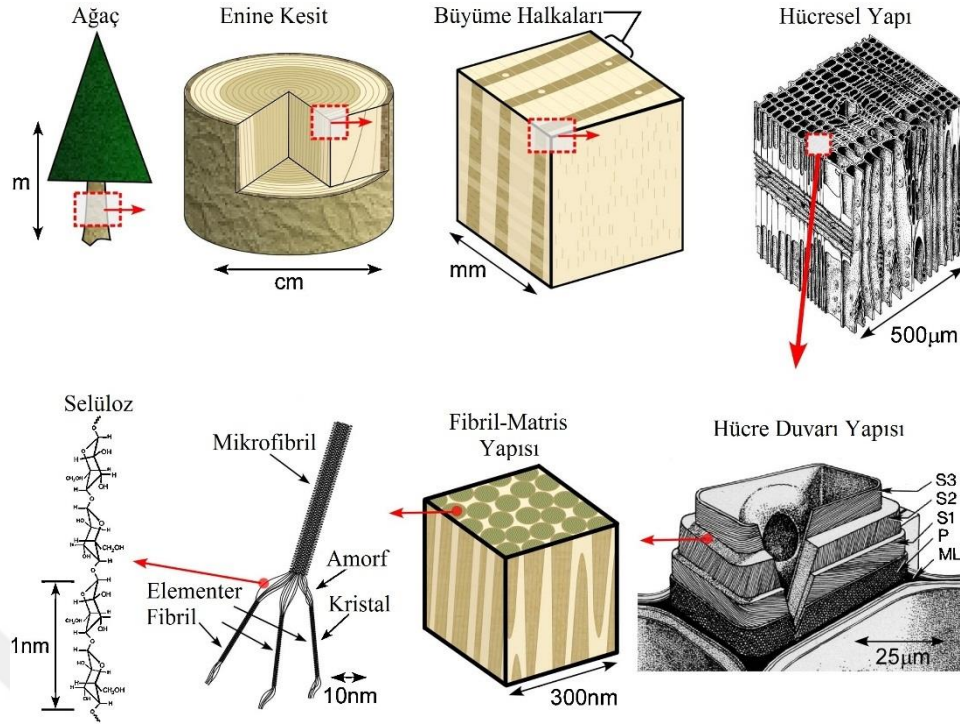 Ağaç
Enine Kesit
Büyüme Halkaları
Hücresel Yapı
m
cm
mm
500µm
Selüloz
Mikrofibril
Fibril-Matris
Yapısı
Hücre Duvarı Yapısı
Amorf
Elementer
Fibril
Kristal
1nm
10nm
300nm
S3
S2
S1
P
ML
25µm